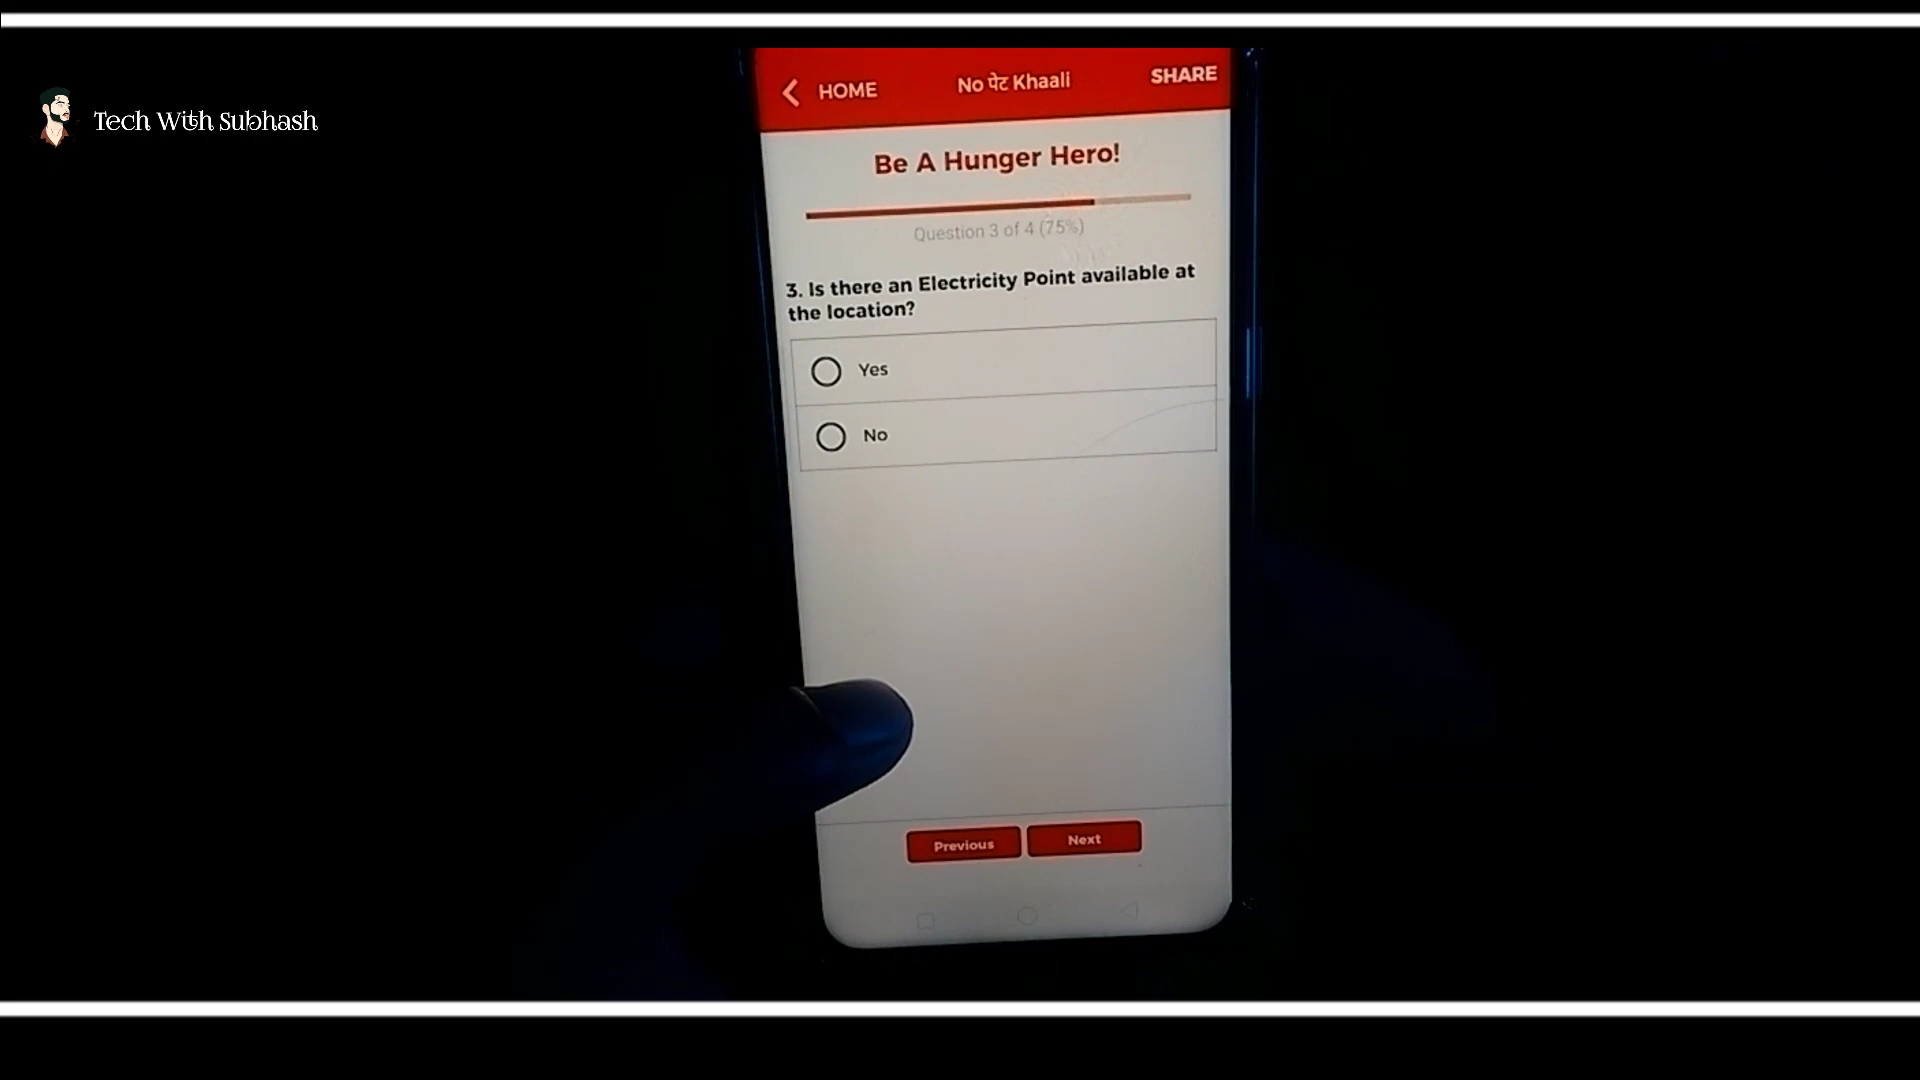 Tech With Subhash
HOME
No पेट Khaali
SHARE
Be A Hunger Hero!
Question 3 of 4 (75%)
3. Is there an Electricity Point available at
the location?
Yes
No
Previous
Next